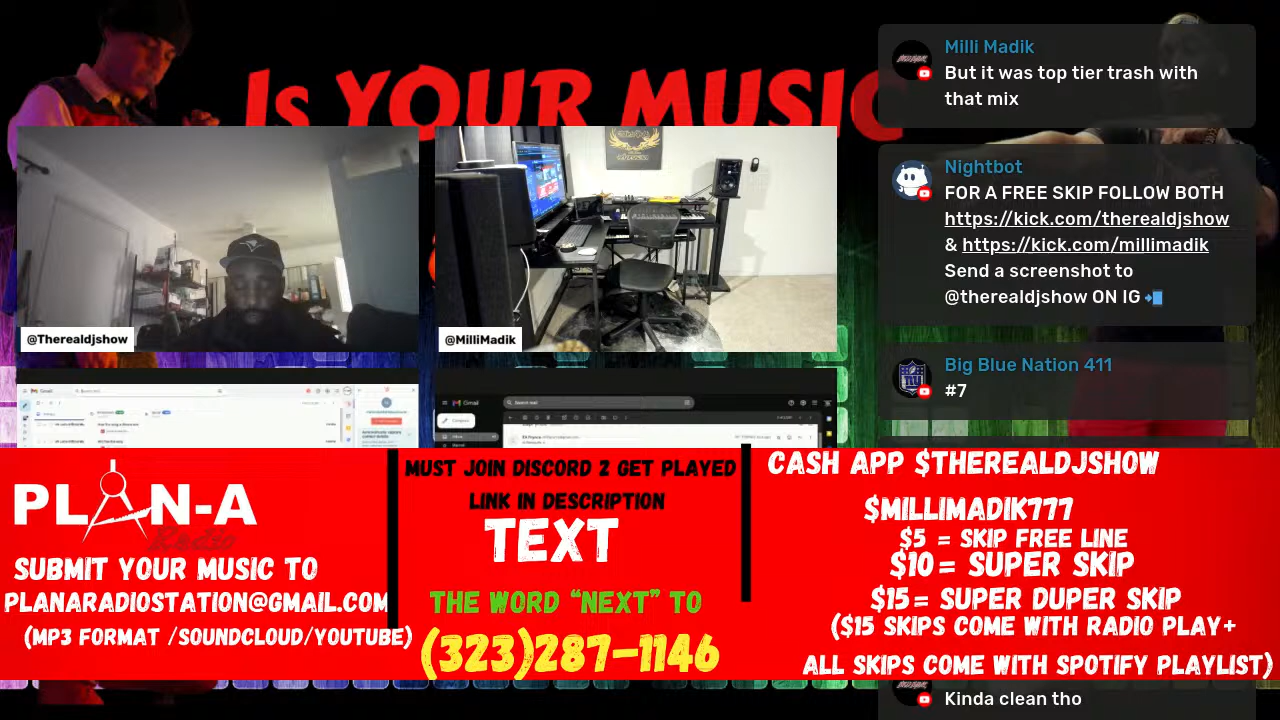 Is YOUR MUSIC
Milli Madik
But it was top tier trash with
that mix
Nightbot
FOR A FREE SKIP FOLLOW BOTH
https://kick.com/therealdjshow
& https://kick.com/millimadik
Send a screenshot to
@therealdjshow ON IG
Big Blue Nation 411
#7
@Therealdjshow
@MilliMadik
Gmail
Gmail
PLAN-A
Radio
SUBMIT YOUR MUSIC TO
PLANARADIOSTATION@GMAIL.COM
(MP3 FORMAT /SOUNDCLOUD/YOUTUBE)
MUST JOIN DISCORD 2 GET PLAYED
LINK IN DESCRIPTION
TEXT
THE WORD “NEXT” TO
(323)287-1146
CASH APP $THEREALDJSHOW
$MILLIMADIK777
$5 = SKIP FREE LINE
$10= SUPER SKIP
$15= SUPER DUPER SKIP
($15 SKIPS COME WITH RADIO PLAY+
ALL SKIPS COME WITH SPOTIFY PLAYLIST)
Kinda clean tho